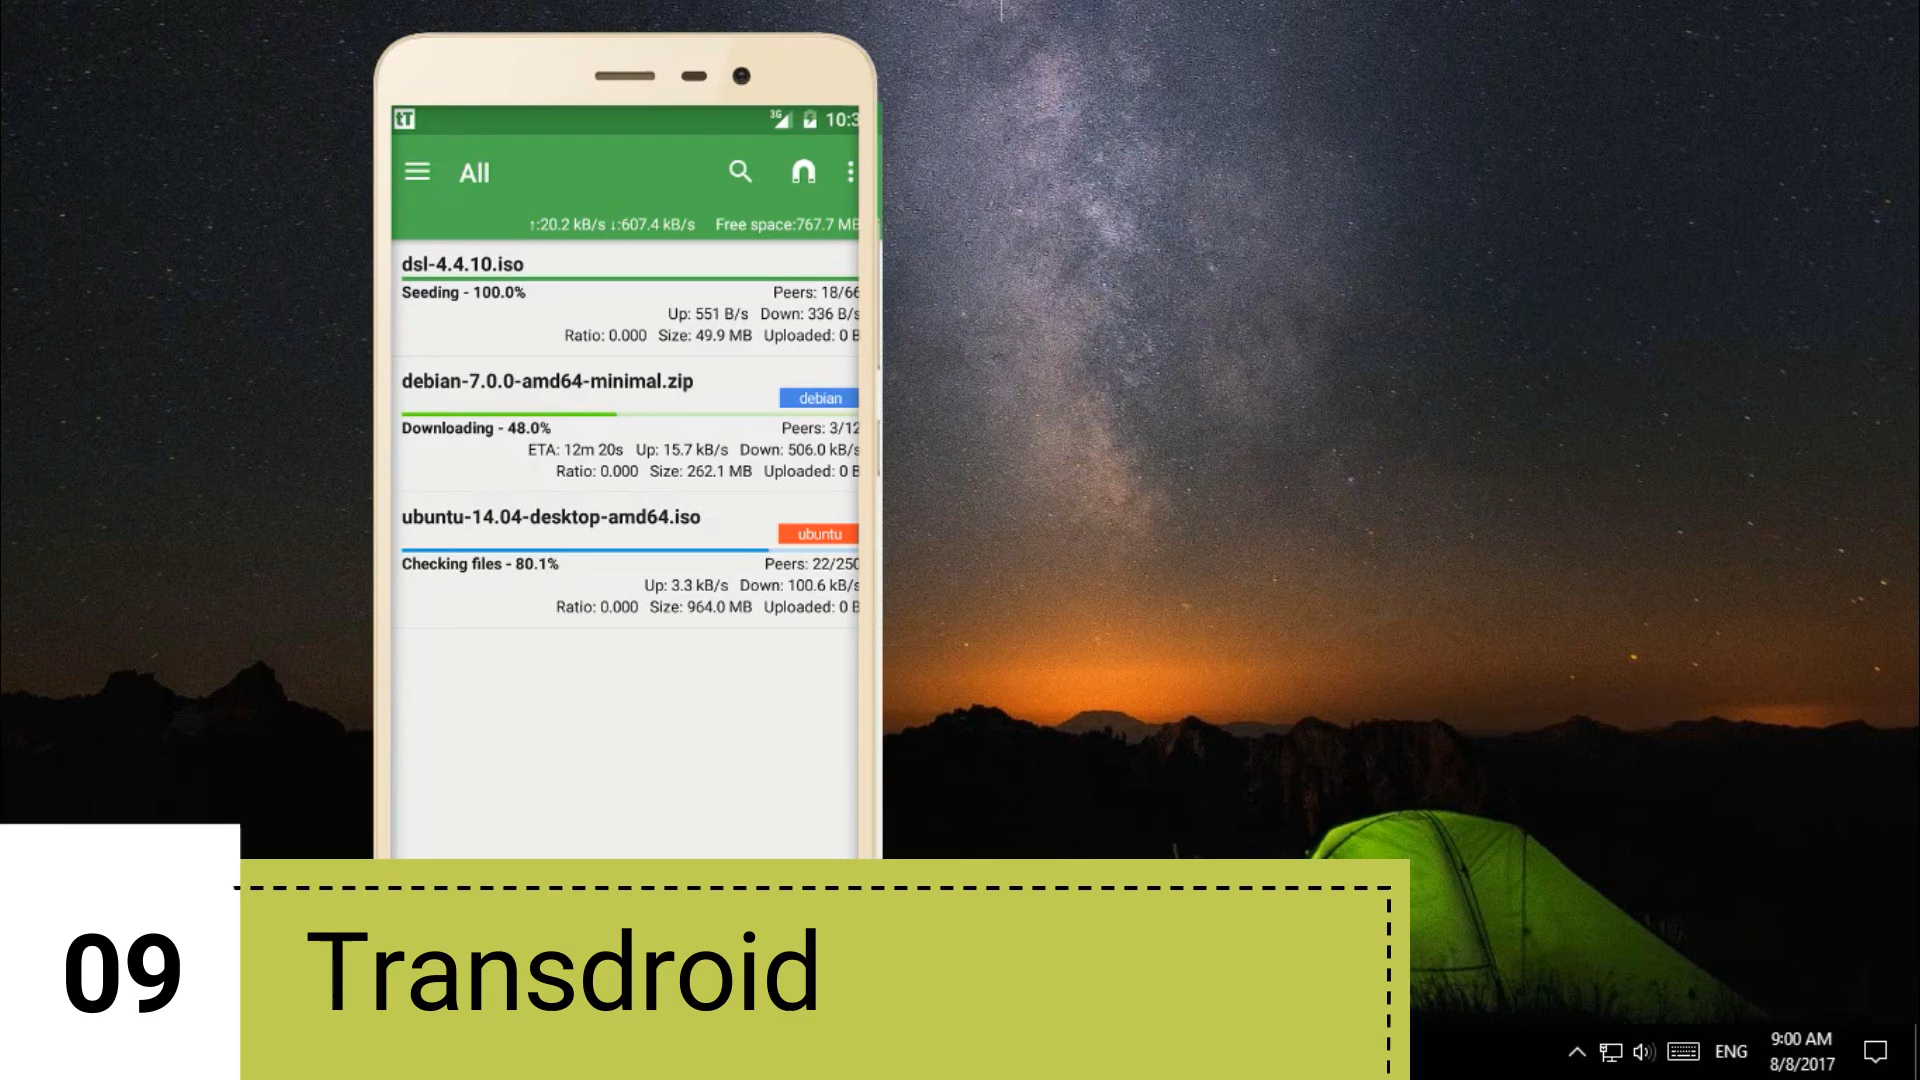 tT 3G 10:3
All
↑:20.2 kB/s ↓:607.4 kB/s Free space:767.7 MB
dsl-4.4.10.iso
Seeding - 100.0% Peers: 18/66
Up: 551 B/s Down: 336 B/s
Ratio: 0.000 Size: 49.9 MB Uploaded: 0 B
debian-7.0.0-amd64-minimal.zip
debian
Downloading - 48.0% Peers: 3/12
ETA: 12m 20s Up: 15.7 kB/s Down: 506.0 kB/s
Ratio: 0.000 Size: 262.1 MB Uploaded: 0 B
ubuntu-14.04-desktop-amd64.iso
ubuntu
Checking files - 80.1% Peers: 22/250
Up: 3.3 kB/s Down: 100.6 kB/s
Ratio: 0.000 Size: 964.0 MB Uploaded: 0 B
09 Transdroid
ENG 9:00 AM
8/8/2017